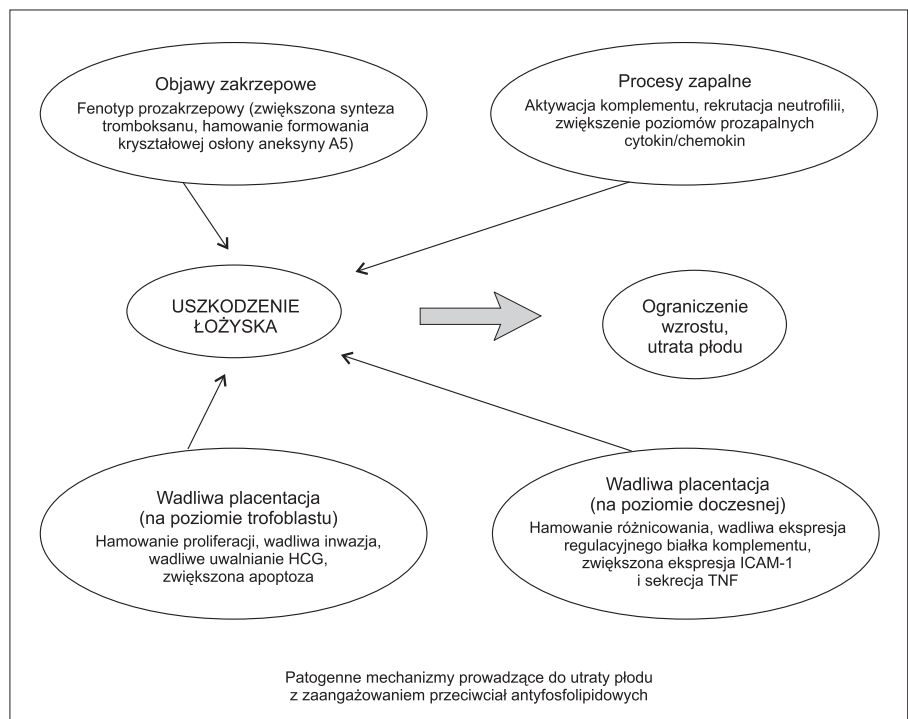 Objawy zakrzepowe
Fenotyp prozakrzepowy (zwiększona synteza
tromboksanu, hamowanie formowania
kryształowej osłony aneksyny A5)
Procesy zapalne
Aktywacja komplementu, rekrutacja neutrofilii,
zwiększenie poziomów prozapalnych
cytokin/chemokin
USZKODZENIE
ŁOŻYSKA
Ograniczenie
wzrostu,
utrata płodu
Wadliwa placentacja
(na poziomie trofoblastu)
Hamowanie proliferacji, wadliwa inwazja,
wadliwe uwalnianie HCG,
zwiększona apoptoza
Wadliwa placentacja
(na poziomie doczesnej)
Hamowanie różnicowania, wadliwa ekspresja
regulacyjnego białka komplementu,
zwiększona ekspresja ICAM-1
i sekrecja TNF
Patogenne mechanizmy prowadzące do utraty płodu
z zaangażowaniem przeciwciał antyfosfolipidowych